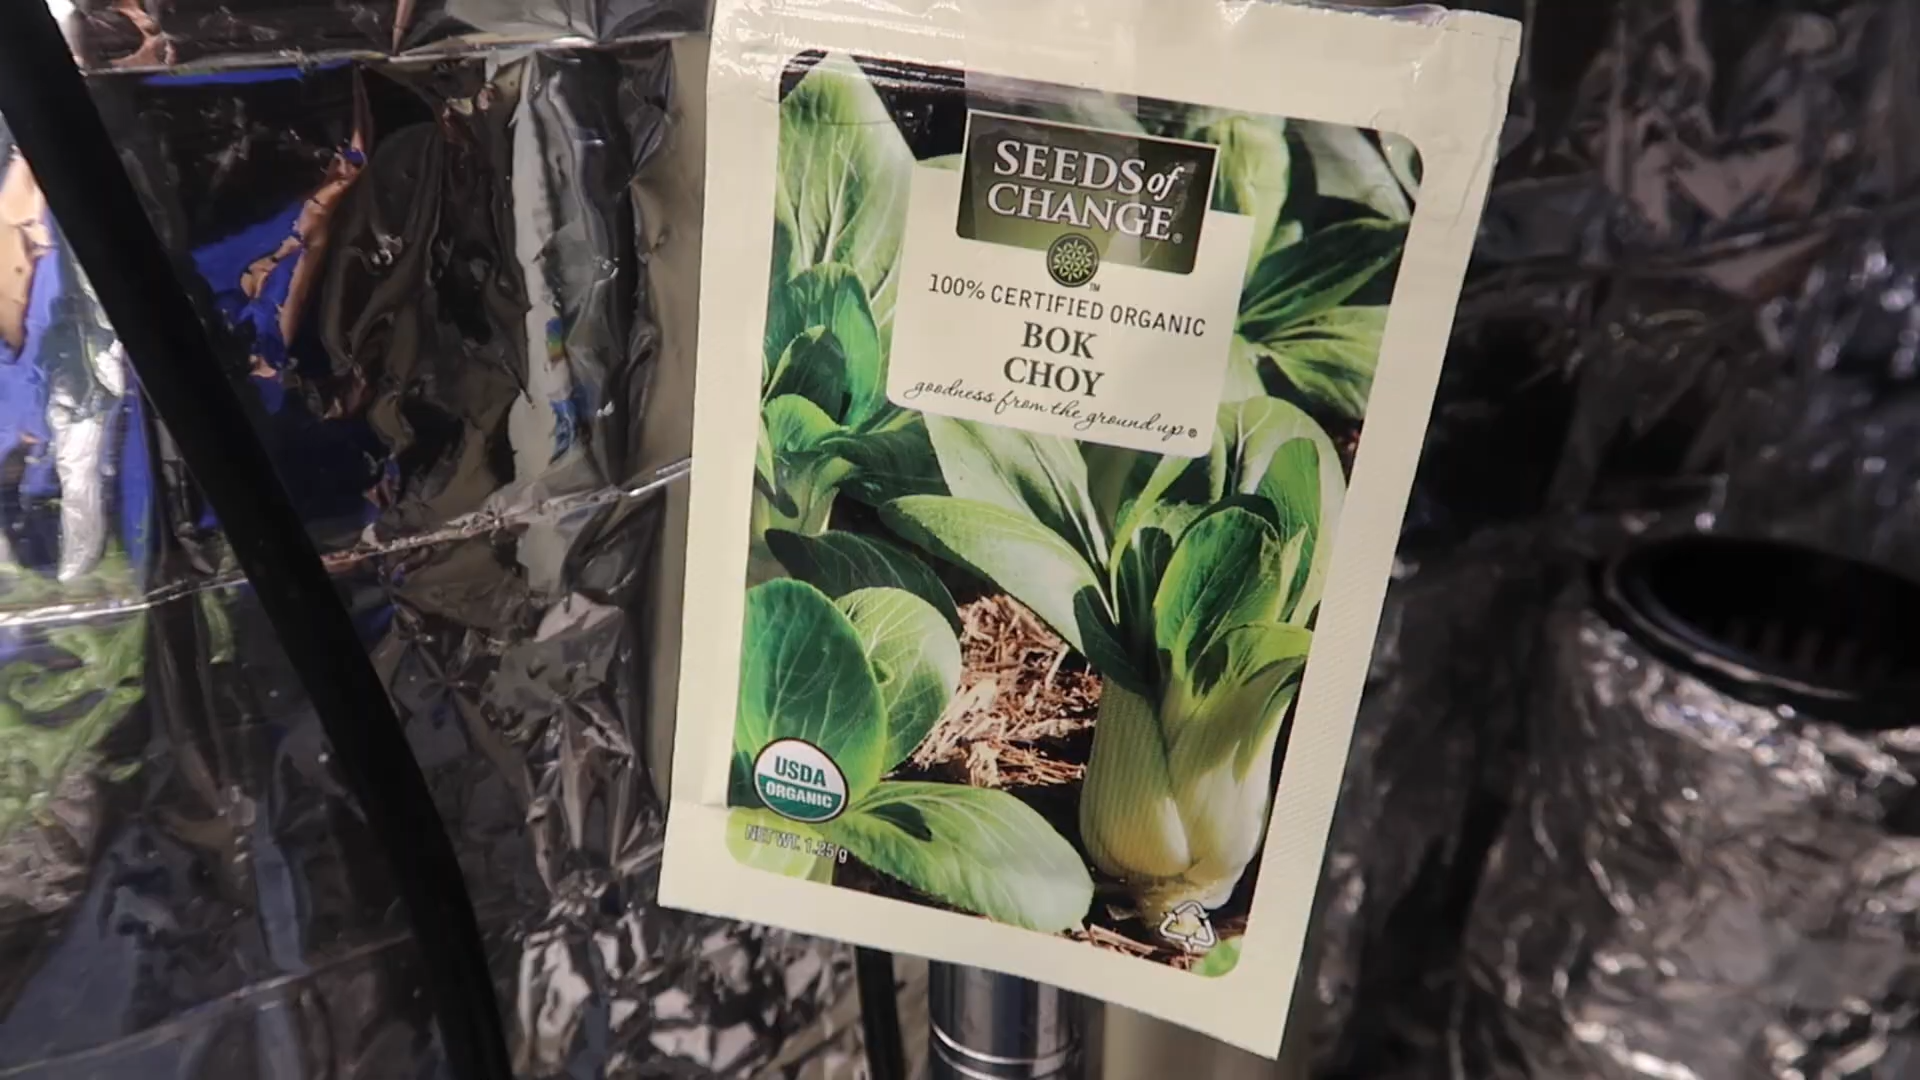 SEEDS of
CHANGE®
™
100% CERTIFIED ORGANIC
BOK
CHOY
goodness from the ground up®
USDA
ORGANIC
NET WT. 1.25 g